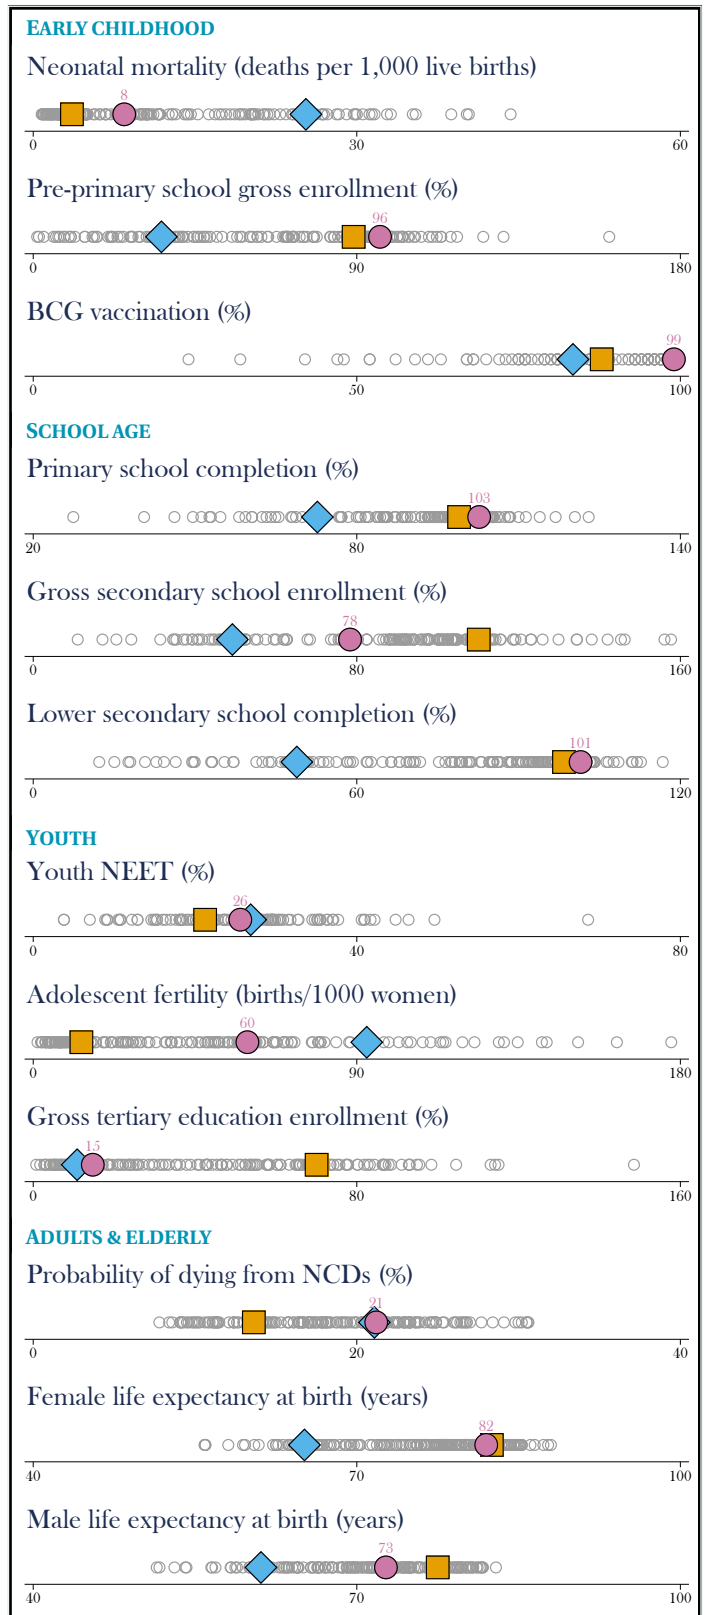 EARLY CHILDHOOD
Neonatal mortality (deaths per 1,000 live births)
8
0 30 60
Pre-primary school gross enrollment (%)
96
0 90 180
BCG vaccination (%)
99
0 50 100
SCHOOL AGE
Primary school completion (%)
103
20 80 140
Gross secondary school enrollment (%)
78
0 80 160
Lower secondary school completion (%)
101
0 60 120
YOUTH
Youth NEET (%)
26
0 40 80
Adolescent fertility (births/1000 women)
60
0 90 180
Gross tertiary education enrollment (%)
15
0 80 160
ADULTS & ELDERLY
Probability of dying from NCDs (%)
21
0 20 40
Female life expectancy at birth (years)
82
40 70 100
Male life expectancy at birth (years)
73
40 70 100